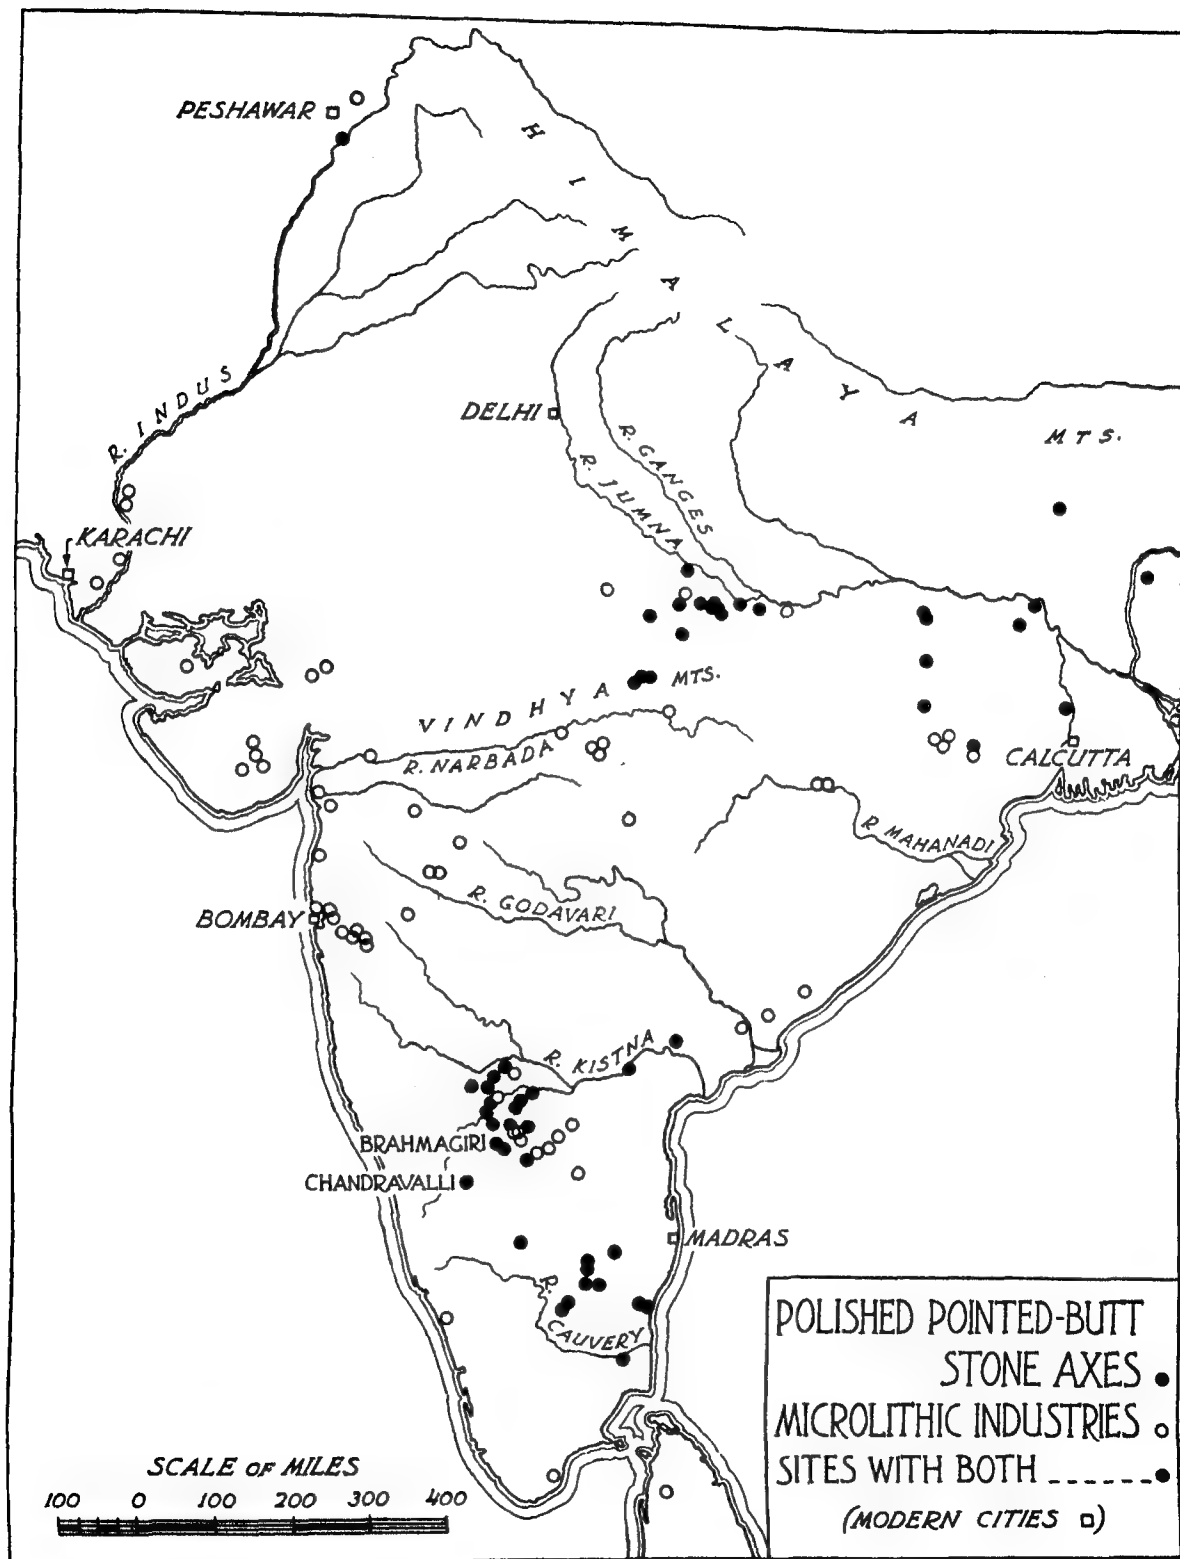 PESHAWAR
HIMALAYA
MTS.
R. INDUS
DELHI
R. GANGES
R. JUMNA
KARACHI
VINDHYA MTS.
R. NARBADA
CALCUTTA
R. MAHANADI
R. GODAVARI
BOMBAY
R. KISTNA
BRAHMAGIRI
CHANDRAVALLI
MADRAS
R. CAUVERY
POLISHED POINTED-BUTT
STONE AXES
MICROLITHIC INDUSTRIES
SITES WITH BOTH
(MODERN CITIES )
SCALE OF MILES
100 0 100 200 300 400